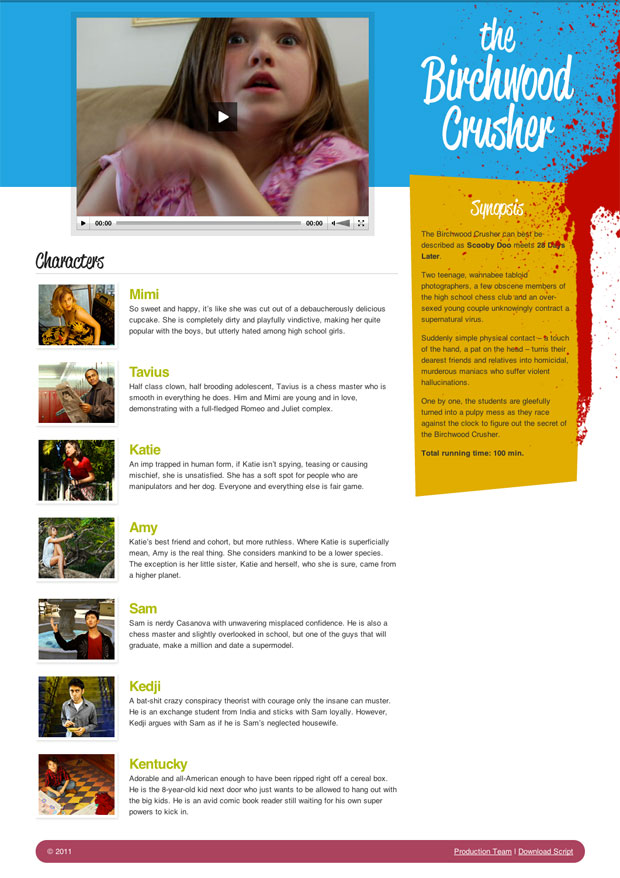 the
Birchwood
Crusher
00:00
00:00
Synopsis
The Birchwood Crusher can best be
described as Scooby Doo meets 28 Days
Later.
Two teenage, wannabee tabloid
photographers, a few obscene members of
the high school chess club and an over-
sexed young couple unknowingly contract a
supernatural virus.
Suddenly simple physical contact – a touch
of the hand, a pat on the head – turns their
dearest friends and relatives into homicidal,
murderous maniacs who suffer violent
hallucinations.
One by one, the students are gleefully
turned into a pulpy mess as they race
against the clock to figure out the secret of
the Birchwood Crusher.
Total running time: 100 min.
Characters
Mimi
So sweet and happy, it's like she was cut out of a debaucherously delicious
cupcake. She is completely dirty and playfully vindictive, making her quite
popular with the boys, but utterly hated among high school girls.
Tavius
Half class clown, half brooding adolescent, Tavius is a chess master who is
smooth in everything he does. Him and Mimi are young and in love,
demonstrating with a full-fledged Romeo and Juliet complex.
Katie
An imp trapped in human form, if Katie isn't spying, teasing or causing
mischief, she is unsatisfied. She has a soft spot for people who are
manipulators and her dog. Everyone and everything else is fair game.
Amy
Katie's best friend and cohort, but more ruthless. Where Katie is superficially
mean, Amy is the real thing. She considers mankind to be a lower species.
The exception is her little sister, Katie and herself, who she is sure, came from
a higher planet.
Sam
Sam is nerdy Casanova with unwavering misplaced confidence. He is also a
chess master and slightly overlooked in school, but one of the guys that will
graduate, make a million and date a supermodel.
Kedji
A bat-shit crazy conspiracy theorist with courage only the insane can muster.
He is an exchange student from India and sticks with Sam loyally. However,
Kedji argues with Sam as if he is Sam's neglected housewife.
Kentucky
Adorable and all-American enough to have been ripped right off a cereal box.
He is the 8-year-old kid next door who just wants to be allowed to hang out with
the big kids. He is an avid comic book reader still waiting for his own super
powers to kick in.
© 2011
Production Team | Download Script